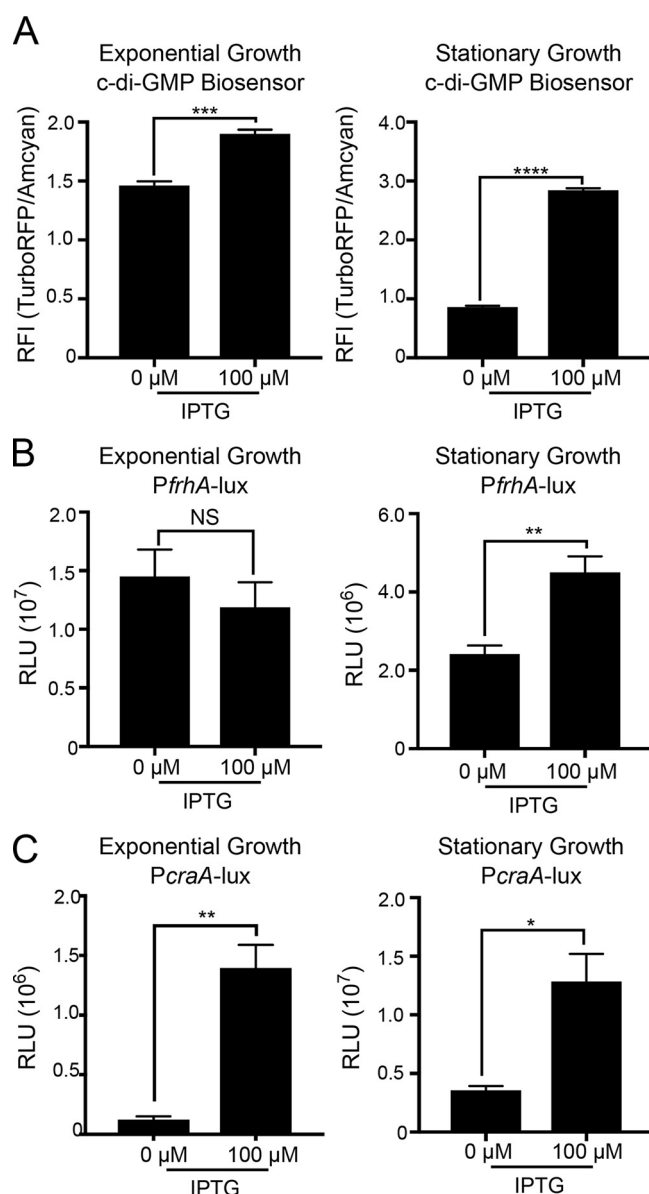 A
Exponential Growth
c-di-GMP Biosensor
RFI (TurboRFP/Amcyan)
2.0
1.5
1.0
0.5
0
***
0 µM
100 µM
IPTG
Stationary Growth
c-di-GMP Biosensor
RFI (TurboRFP/Amcyan)
4.0
3.0
2.0
1.0
0
****
0 µM
100 µM
IPTG
B
Exponential Growth
PfrhA-lux
RLU (10⁷)
2.0
1.5
1.0
0.5
0
NS
0 µM
100 µM
IPTG
Stationary Growth
PfrhA-lux
RLU (10⁶)
6.0
4.0
2.0
0
**
0 µM
100 µM
IPTG
C
Exponential Growth
PcraA-lux
RLU (10⁶)
2.0
1.5
1.0
0.5
0
**
0 µM
100 µM
IPTG
Stationary Growth
PcraA-lux
RLU (10⁷)
2.0
1.5
1.0
0.5
0
*
0 µM
100 µM
IPTG